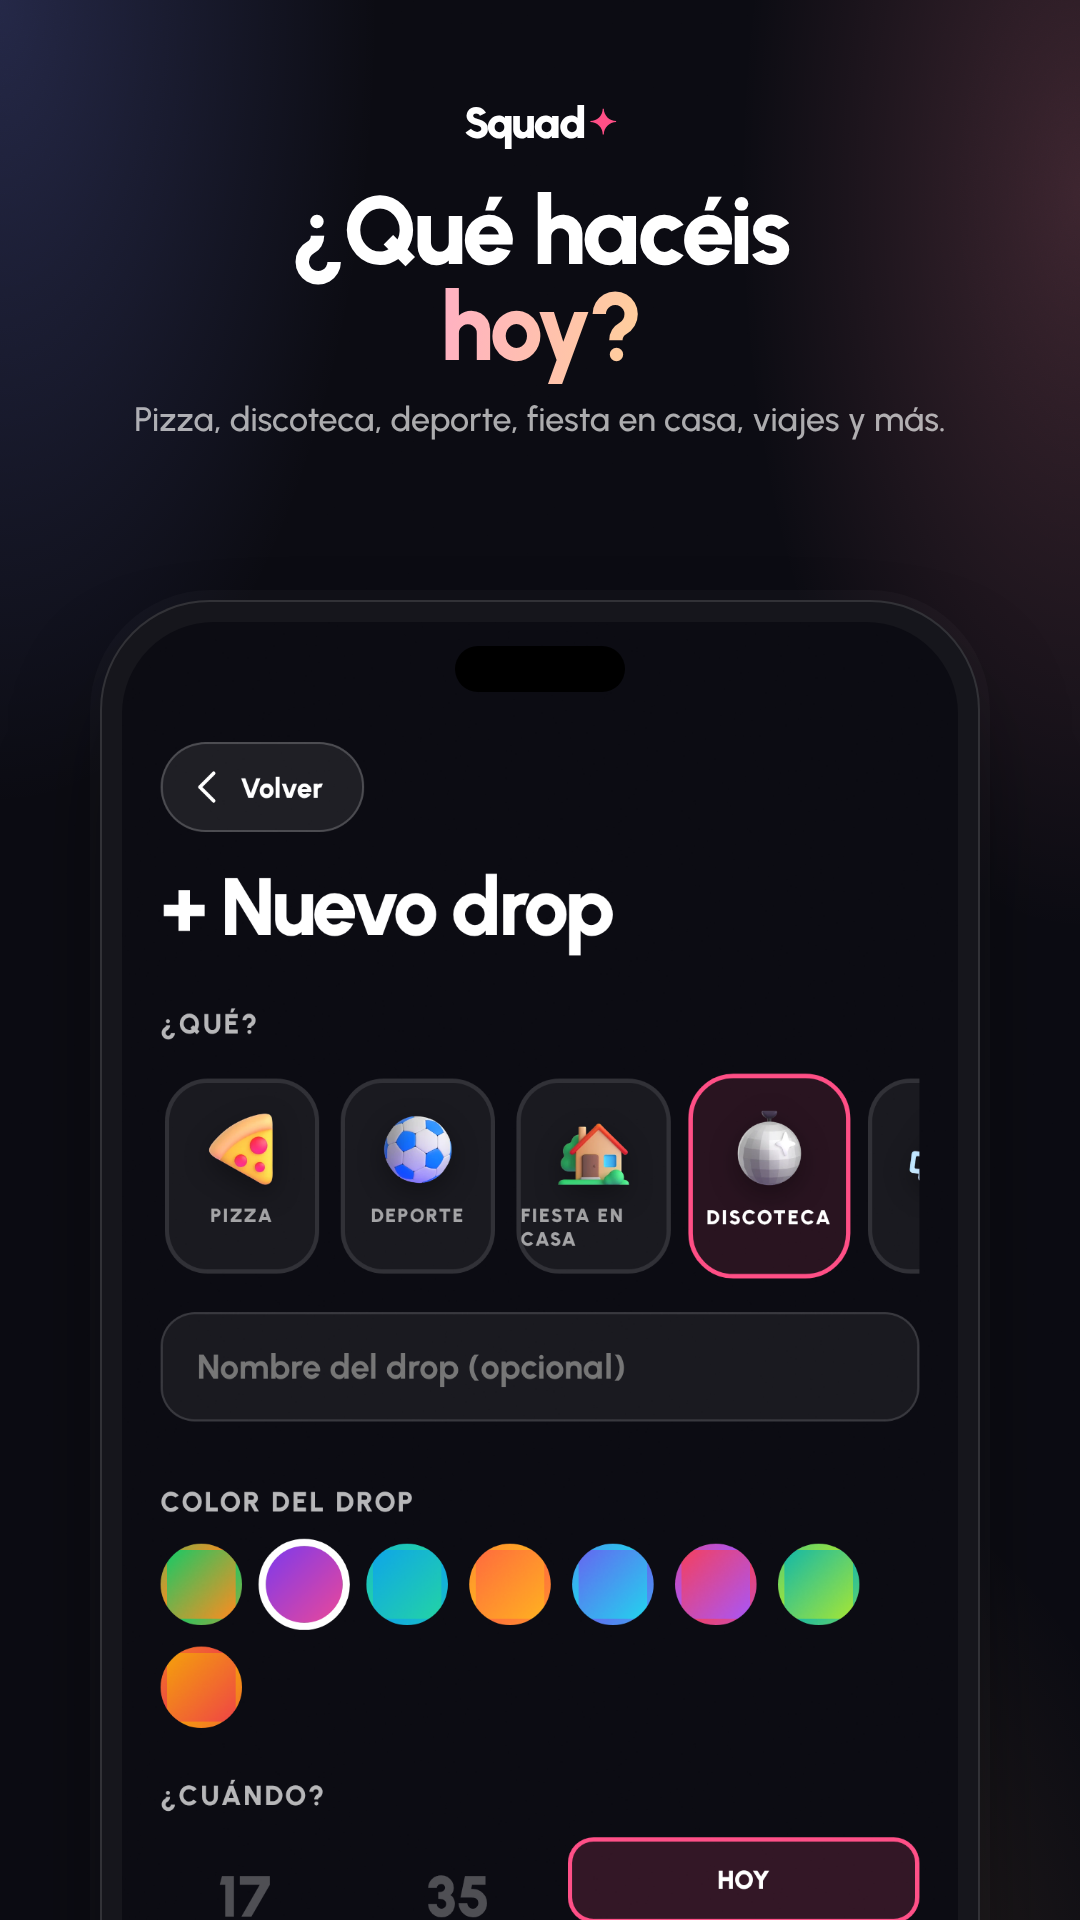 Squad
¿Qué hacéis
hoy?
Pizza, discoteca, deporte, fiesta en casa, viajes y más.
Volver
+ Nuevo drop
¿QUÉ?
PIZZA
DEPORTE
FIESTA EN
CASA
DISCOTECA
Nombre del drop (opcional)
COLOR DEL DROP
¿CUÁNDO?
17
35
HOY